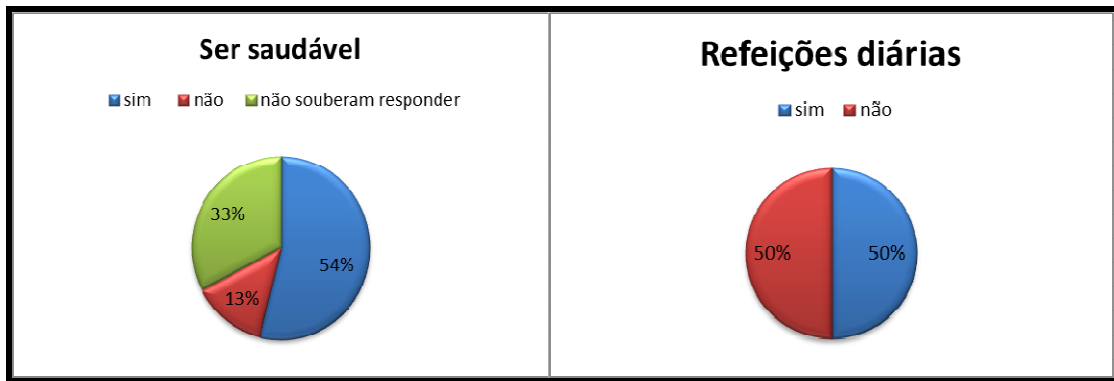 Ser saudável
sim não não souberam responder
33%
54%
13%
Refeições diárias
sim não
50% 50%